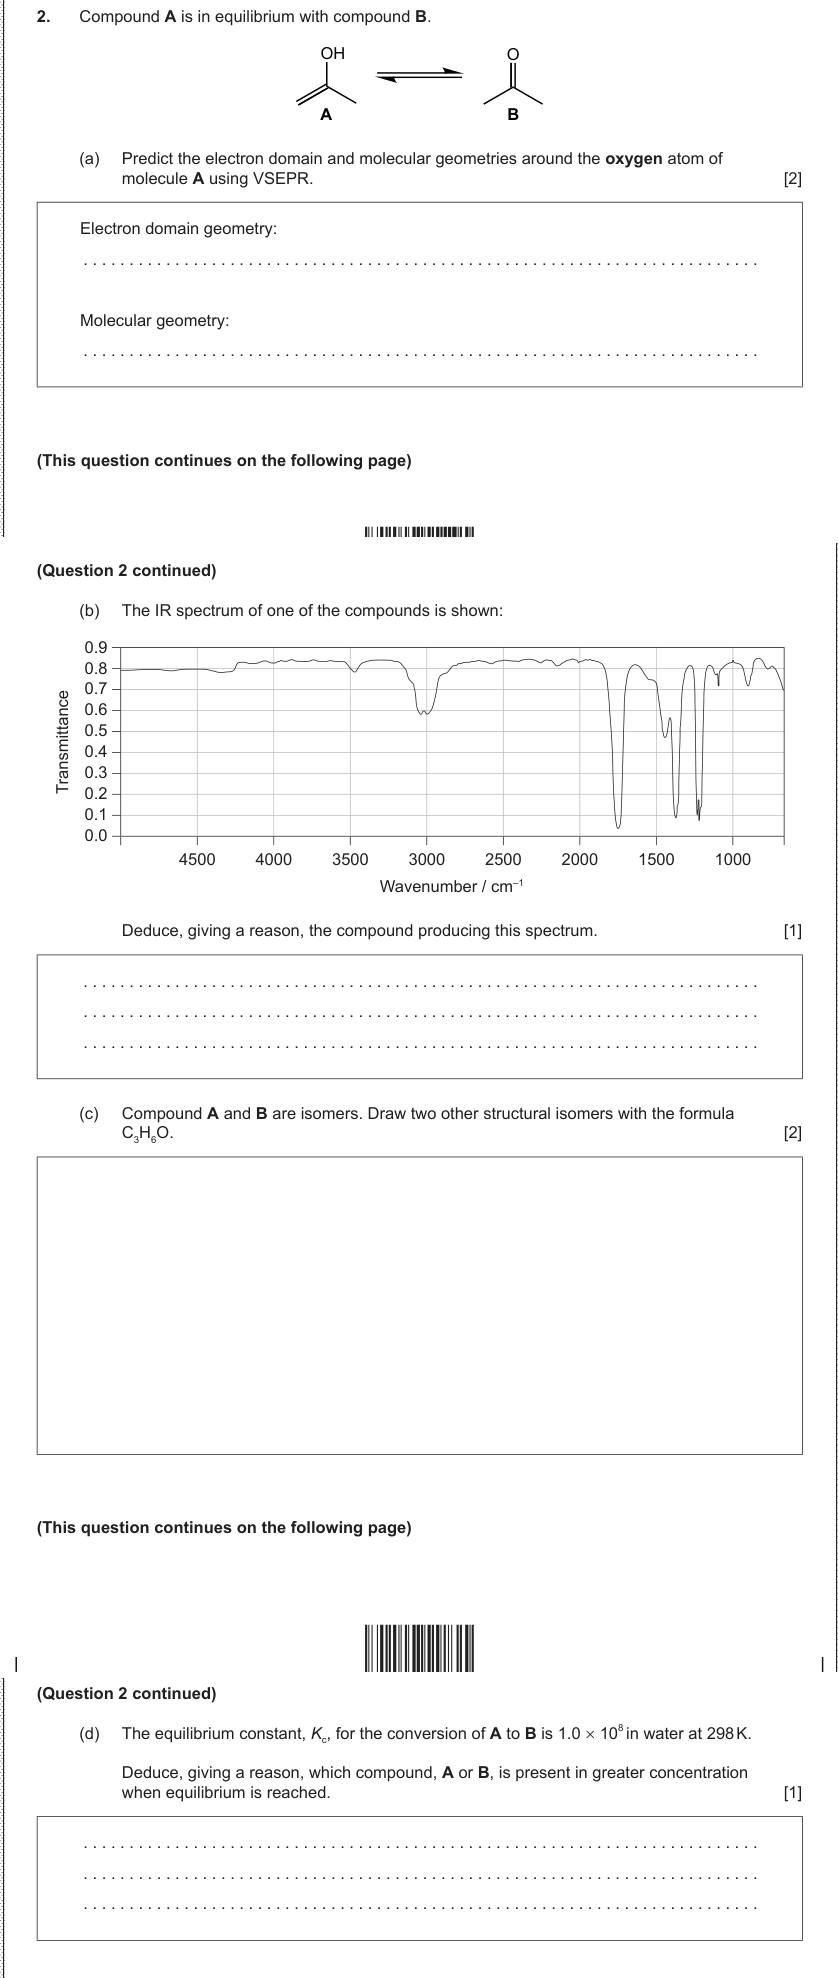 2. Compound A is in equilibrium with compound B.
OH
O
A
B
(a) Predict the electron domain and molecular geometries around the oxygen atom of
molecule A using VSEPR. [2]
Electron domain geometry:
Molecular geometry:
(This question continues on the following page)
(Question 2 continued)
(b) The IR spectrum of one of the compounds is shown:
0.9
0.8
0.7
0.6
0.5
0.4
0.3
0.2
0.1
0.0
Transmittance
4500 4000 3500 3000 2500 2000 1500 1000
Wavenumber / cm⁻¹
Deduce, giving a reason, the compound producing this spectrum. [1]
(c) Compound A and B are isomers. Draw two other structural isomers with the formula
C₃H₆O. [2]
(This question continues on the following page)
(Question 2 continued)
(d) The equilibrium constant, K꜀, for the conversion of A to B is 1.0 × 10⁸ in water at 298 K.
Deduce, giving a reason, which compound, A or B, is present in greater concentration
when equilibrium is reached. [1]